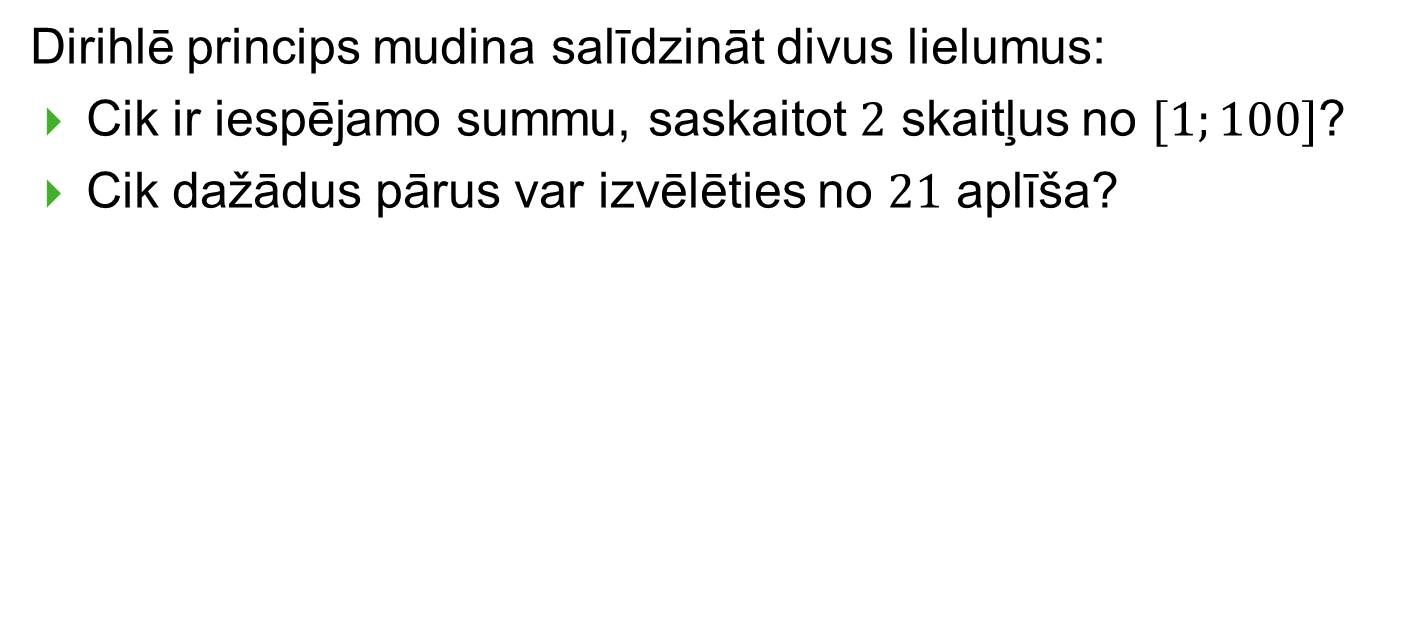 Dirihlē princips mudina salīdzināt divus lielumus:
Cik ir iespējamo summu, saskaitot 2 skaitļus no [1; 100]?
Cik dažādus pārus var izvēlēties no 21 aplīša?